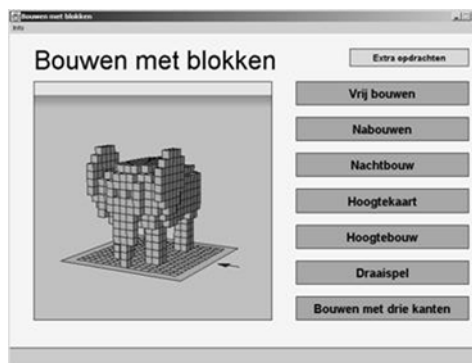 Bouwen met blokken
Info
Bouwen met blokken
Extra opdrachten
Vrij bouwen
Nabouwen
Nachtbouw
Hoogtekaart
Hoogtebouw
Draaispel
Bouwen met drie kanten